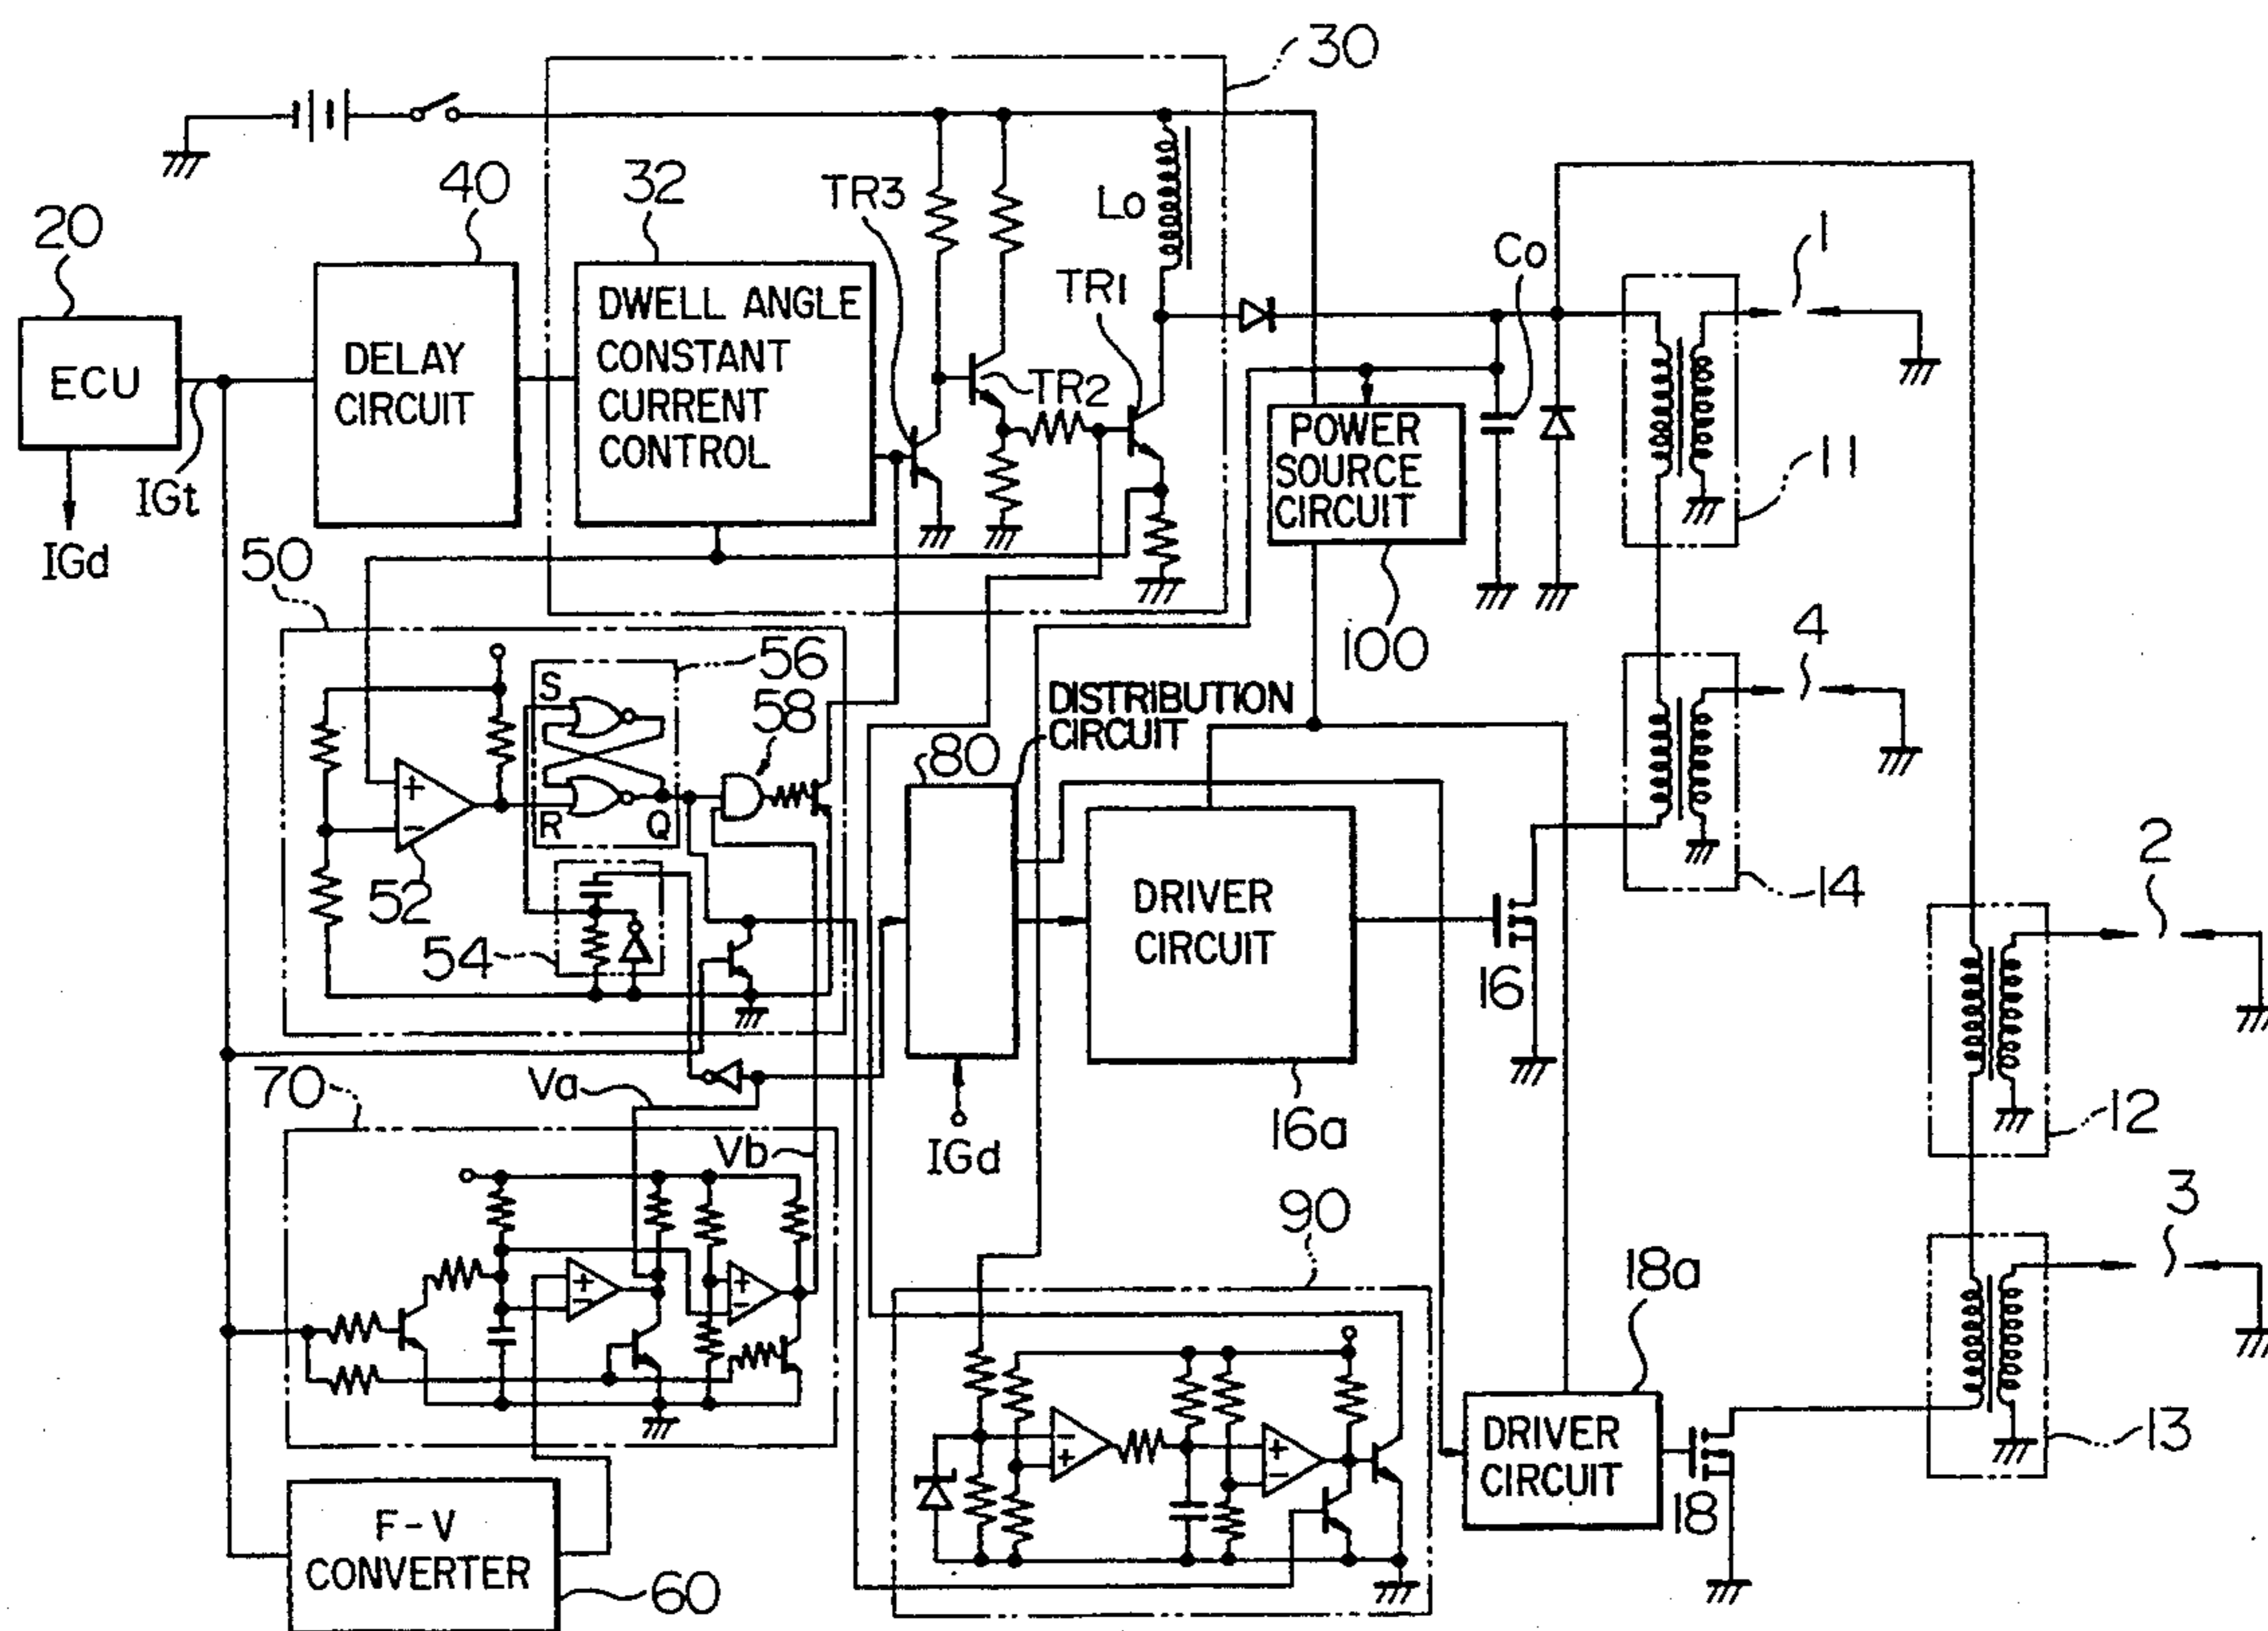 30
20
40
32
TR3
Lo
Co
1
ECU
DELAY
CIRCUIT
DWELL ANGLE
CONSTANT
CURRENT
CONTROL
TR1
TR2
POWER
SOURCE
CIRCUIT
11
IGt
IGd
50
100
4
56
S
58
DISTRIBUTION
CIRCUIT
80
+
-
R
Q
52
54
DRIVER
CIRCUIT
16
14
2
70
Va
Vb
IGd
16a
12
90
3
18a
+
-
+
-
-
+
+
-
DRIVER
CIRCUIT
18
13
F-V
CONVERTER
60